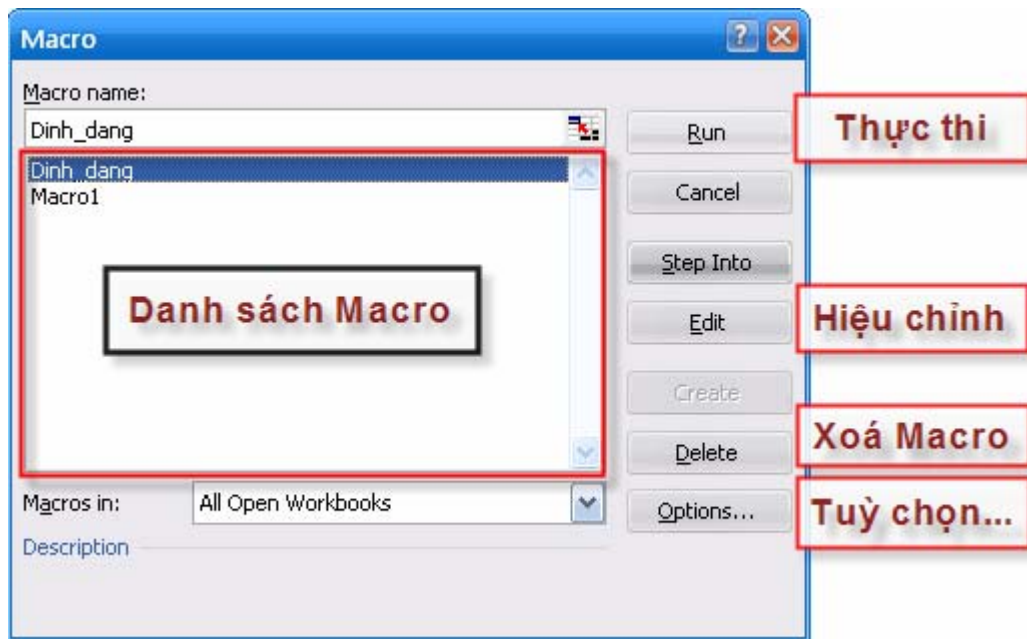 Macro
Macro name:
Dinh_dang
Run
Thực thi
Dinh_dang
Macro1
Cancel
Step Into
Danh sách Macro
Edit
Hiệu chỉnh
Create
Delete
Xoá Macro
Macros in:
All Open Workbooks
Options...
Tuỳ chọn...
Description